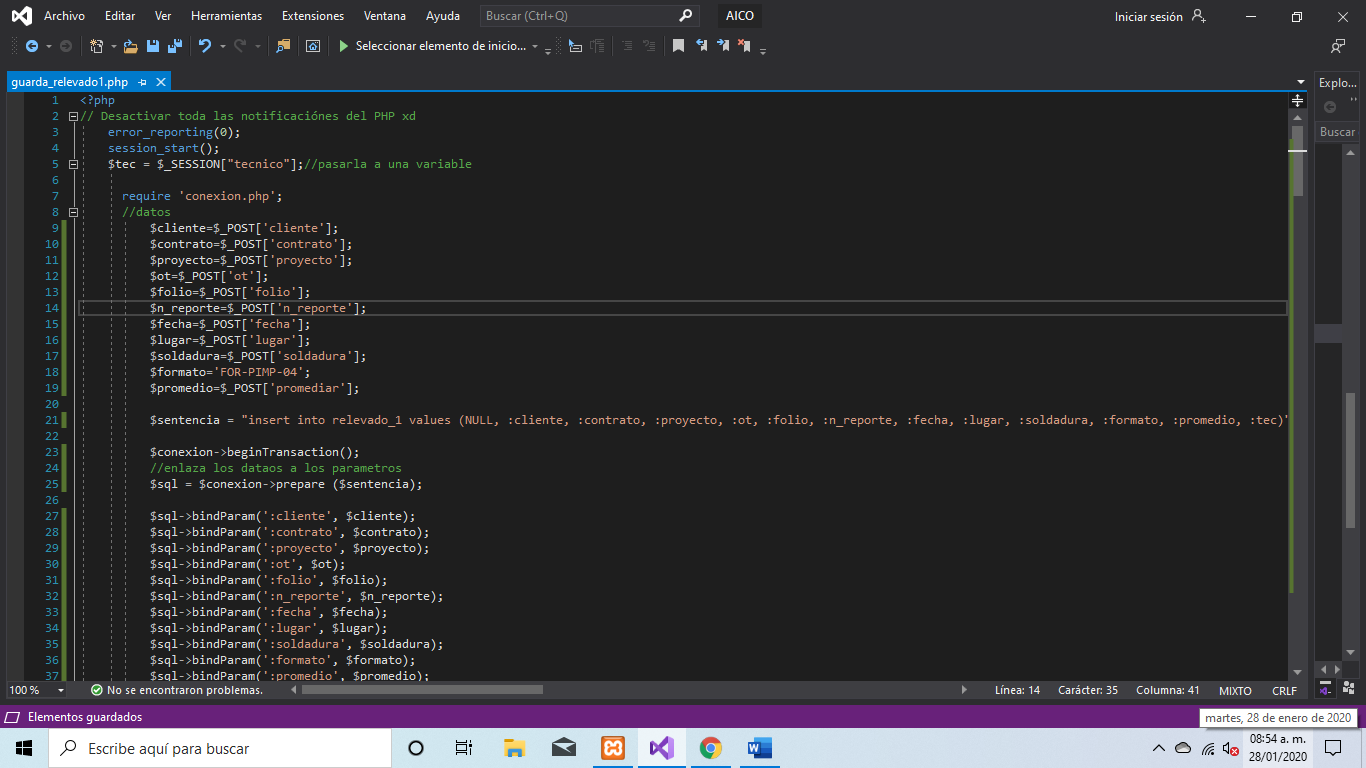 Archivo Editar Ver Herramientas Extensiones Ventana Ayuda Buscar (Ctrl+Q) AICO Iniciar sesión
Seleccionar elemento de inicio...
guarda_relevado1.php
Explo...
Buscar
1 <?php
2 // Desactivar toda las notificaciónes del PHP xd
3 error_reporting(0);
4 session_start();
5 $tec = $_SESSION["tecnico"];//pasarla a una variable
6
7 require 'conexion.php';
8 //datos
9 $cliente=$_POST['cliente'];
10 $contrato=$_POST['contrato'];
11 $proyecto=$_POST['proyecto'];
12 $ot=$_POST['ot'];
13 $folio=$_POST['folio'];
14 $n_reporte=$_POST['n_reporte'];
15 $fecha=$_POST['fecha'];
16 $lugar=$_POST['lugar'];
17 $soldadura=$_POST['soldadura'];
18 $formato='FOR-PIMP-04';
19 $promedio=$_POST['promediar'];
20
21 $sentencia = "insert into relevado_1 values (NULL, :cliente, :contrato, :proyecto, :ot, :folio, :n_reporte, :fecha, :lugar, :soldadura, :formato, :promedio, :tec)"
22
23 $conexion->beginTransaction();
24 //enlaza los dataos a los parametros
25 $sql = $conexion->prepare ($sentencia);
26
27 $sql->bindParam(':cliente', $cliente);
28 $sql->bindParam(':contrato', $contrato);
29 $sql->bindParam(':proyecto', $proyecto);
30 $sql->bindParam(':ot', $ot);
31 $sql->bindParam(':folio', $folio);
32 $sql->bindParam(':n_reporte', $n_reporte);
33 $sql->bindParam(':fecha', $fecha);
34 $sql->bindParam(':lugar', $lugar);
35 $sql->bindParam(':soldadura', $soldadura);
36 $sql->bindParam(':formato', $formato);
37 $sql->bindParam(':promedio', $promedio);
100 % No se encontraron problemas. Línea: 14 Carácter: 35 Columna: 41 MIXTO CRLF
Elementos guardados
martes, 28 de enero de 2020
Escribe aquí para buscar
08:54 a. m.
28/01/2020